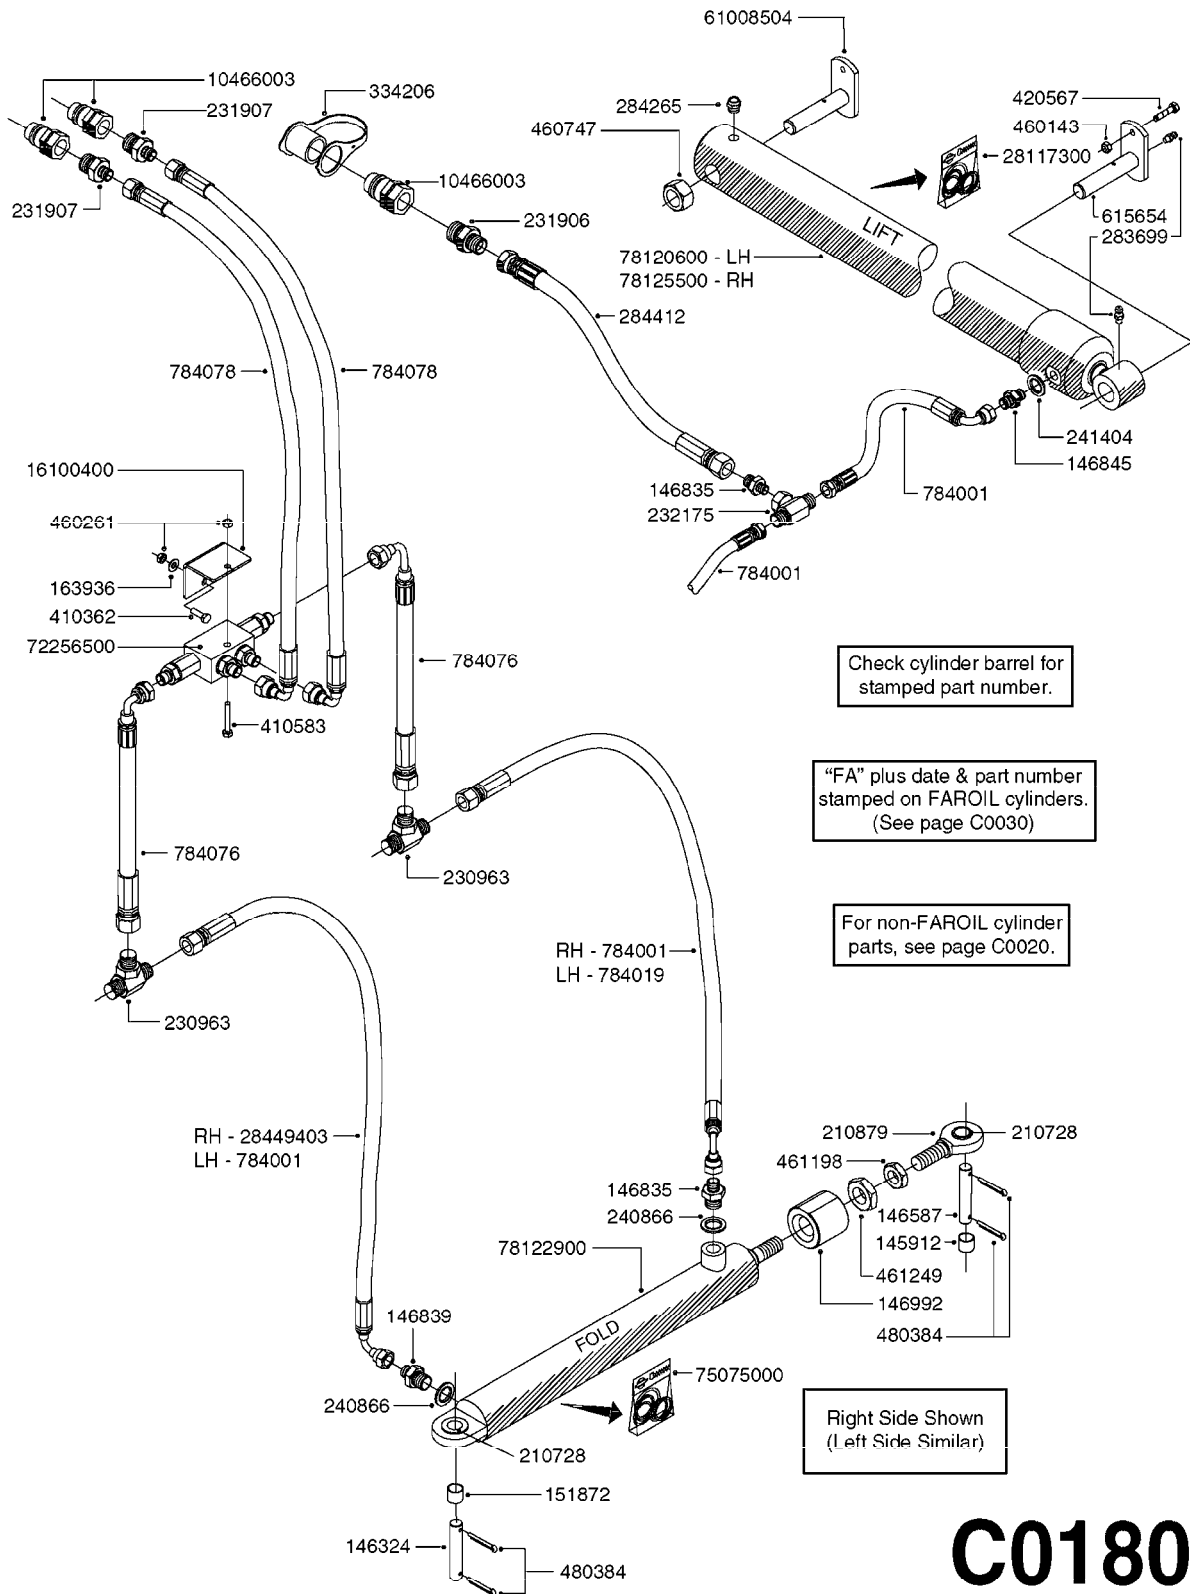 61008504
10466003
334206
420567
231907
284265
460143
460747
28117300
10466003
231907
231906
615654
283699
LIFT
78120600 - LH
78125500 - RH
284412
784078
784078
241404
16100400
146845
146835
784001
232175
460261
784001
163936
410362
72256500
784076
Check cylinder barrel for
stamped part number.
410583
"FA" plus date & part number
stamped on FAROIL cylinders.
(See page C0030)
784076
230963
For non-FAROIL cylinder
parts, see page C0020.
RH - 784001
LH - 784019
230963
RH - 28449403
LH - 784001
210879
210728
461198
146835
240866
146587
145912
78122900
461249
146992
146839
480384
FOLD
75075000
240866
Right Side Shown
(Left Side Similar)
210728
151872
146324
480384
C0180